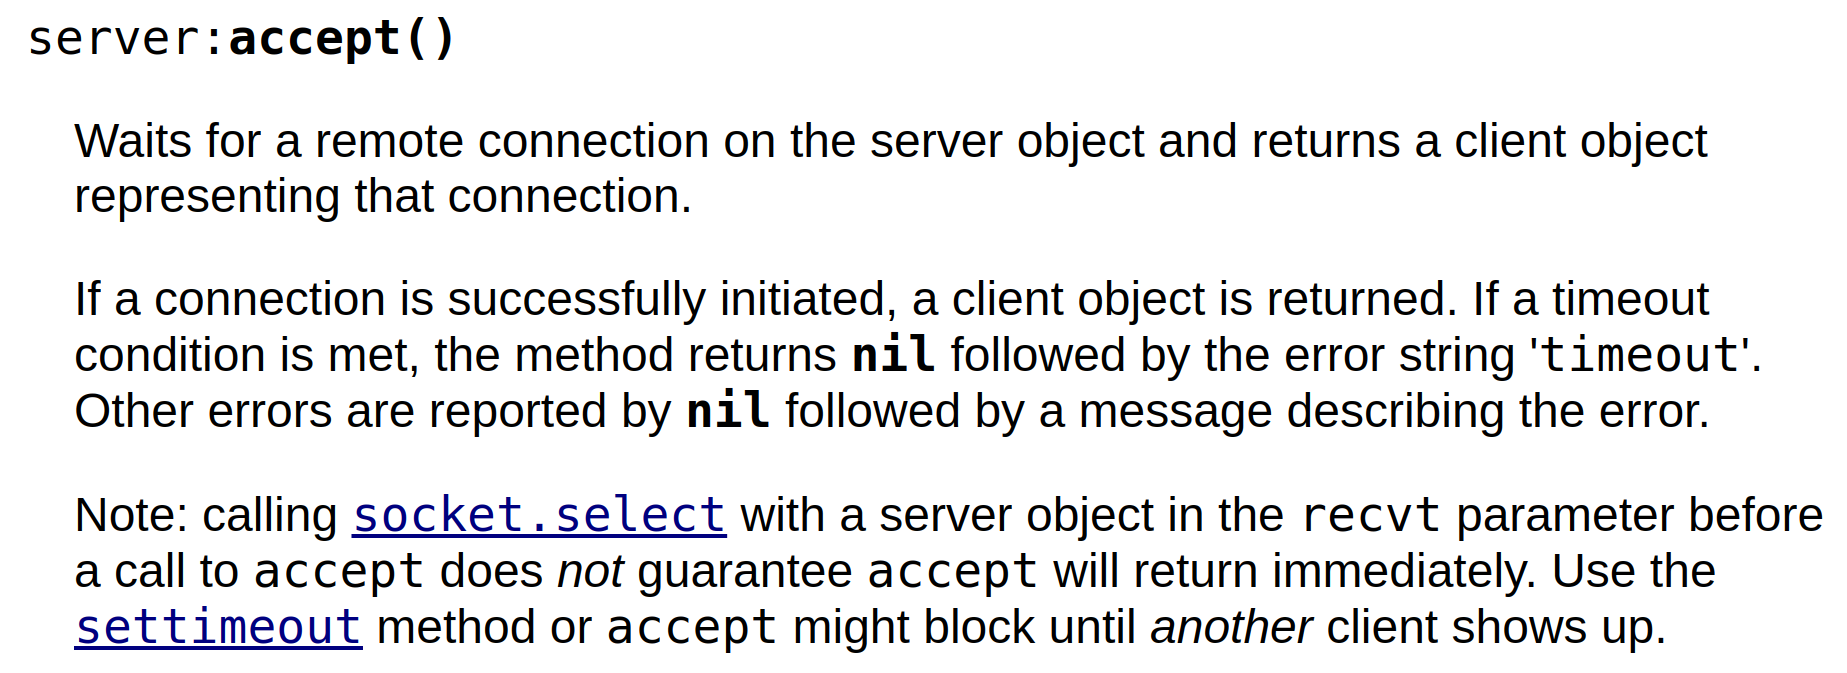 server:accept()
Waits for a remote connection on the server object and returns a client object
representing that connection.
If a connection is successfully initiated, a client object is returned. If a timeout
condition is met, the method returns nil followed by the error string 'timeout'.
Other errors are reported by nil followed by a message describing the error.
Note: calling socket.select with a server object in the recvt parameter before
a call to accept does not guarantee accept will return immediately. Use the
settimeout method or accept might block until another client shows up.